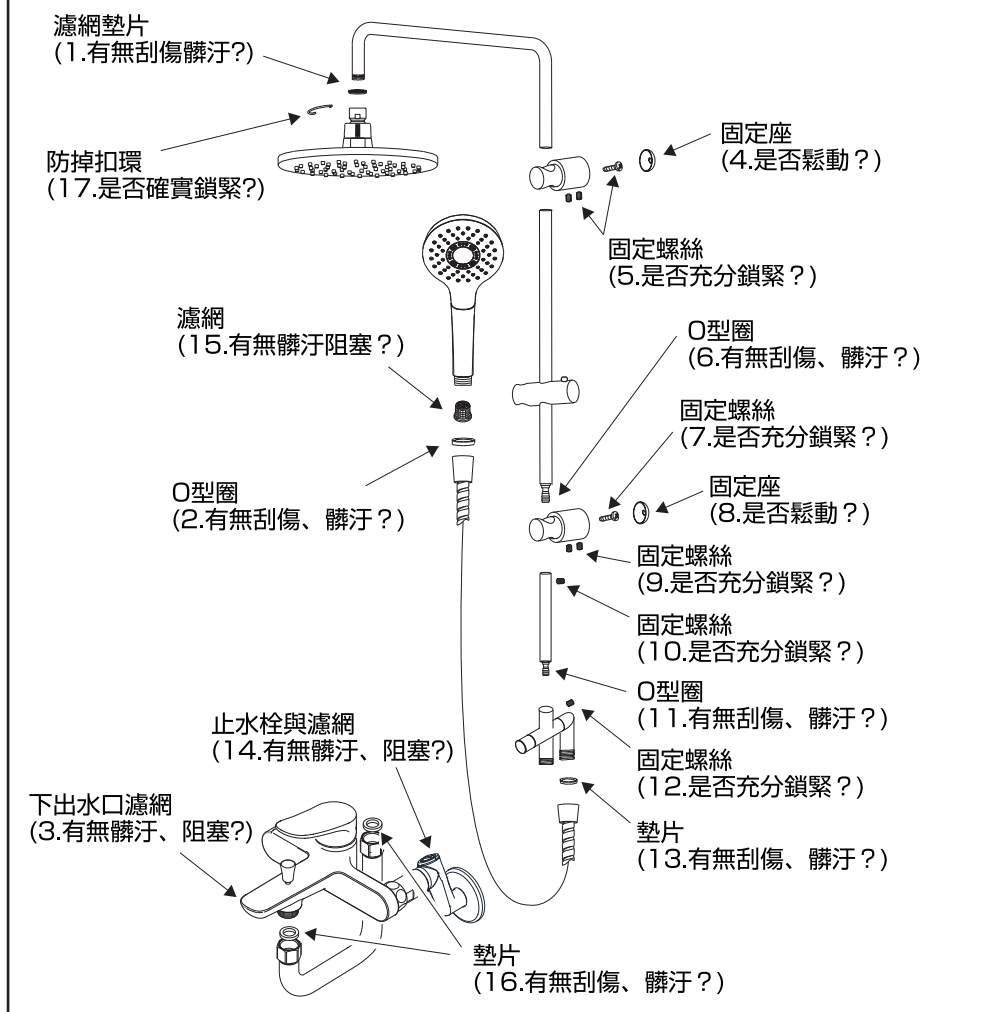 濾網墊片
(1.有無刮傷髒汙?)
防掉扣環
(17.是否確實鎖緊?)
固定座
(4.是否鬆動？)
固定螺絲
(5.是否充分鎖緊？)
濾網
(15.有無髒汙阻塞？)
O型圈
(6.有無刮傷、髒汙？)
固定螺絲
(7.是否充分鎖緊？)
O型圈
(2.有無刮傷、髒汙？)
固定座
(8.是否鬆動？)
固定螺絲
(9.是否充分鎖緊？)
固定螺絲
(10.是否充分鎖緊？)
O型圈
(11.有無刮傷、髒汙？)
止水栓與濾網
(14.有無髒汙、阻塞?)
固定螺絲
(12.是否充分鎖緊？)
下出水口濾網
(3.有無髒汙、阻塞?)
墊片
(13.有無刮傷、髒汙？)
墊片
(16.有無刮傷、髒汙？)